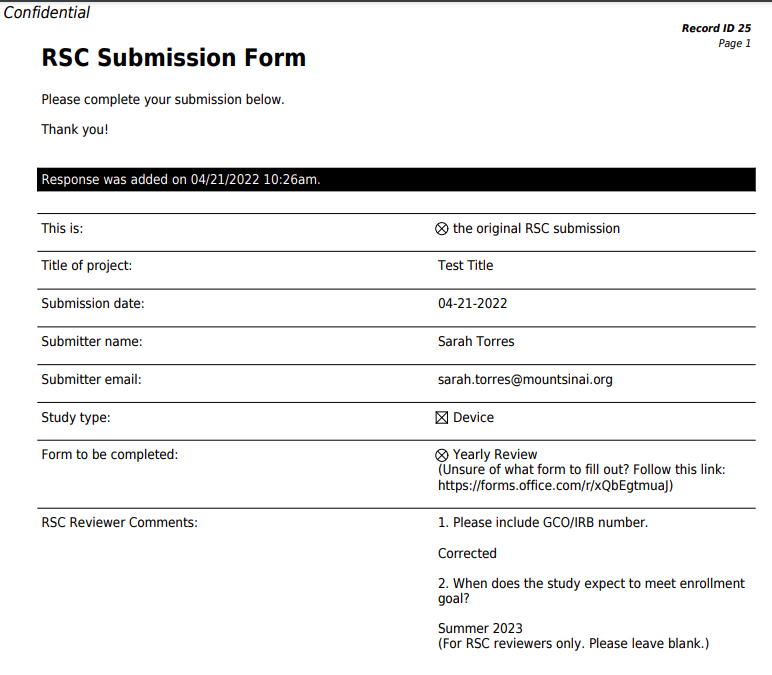 Confidential
Record ID 25
Page 1
RSC Submission Form
Please complete your submission below.
Thank you!
Response was added on 04/21/2022 10:26am.
This is: the original RSC submission
Title of project: Test Title
Submission date: 04-21-2022
Submitter name: Sarah Torres
Submitter email: sarah.torres@mountsinai.org
Study type: Device
Form to be completed: Yearly Review
(Unsure of what form to fill out? Follow this link:
https://forms.office.com/r/xQbEgtmuaJ)
RSC Reviewer Comments: 1. Please include GCO/IRB number.
Corrected
2. When does the study expect to meet enrollment
goal?
Summer 2023
(For RSC reviewers only. Please leave blank.)